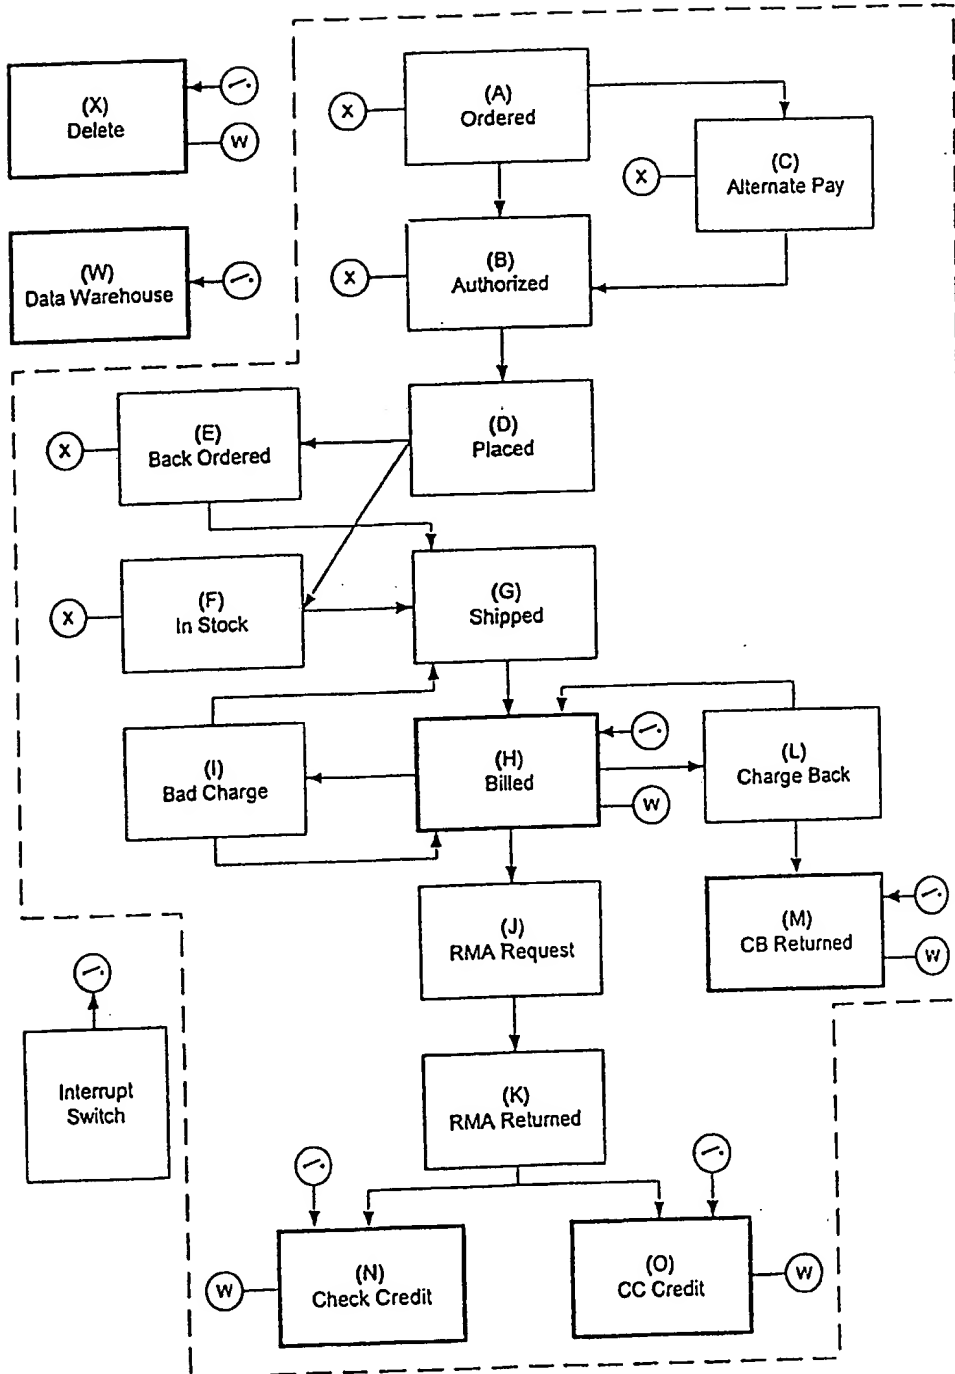 (A)
Ordered
X
(X)
Delete
W
(C)
Alternate Pay
X
(B)
Authorized
X
(W)
Data Warehouse
(D)
Placed
(E)
Back Ordered
X
(G)
Shipped
(F)
In Stock
X
(H)
Billed
W
(L)
Charge Back
(I)
Bad Charge
(J)
RMA Request
(M)
CB Returned
W
Interrupt
Switch
(K)
RMA Returned
(N)
Check Credit
W
(O)
CC Credit
W